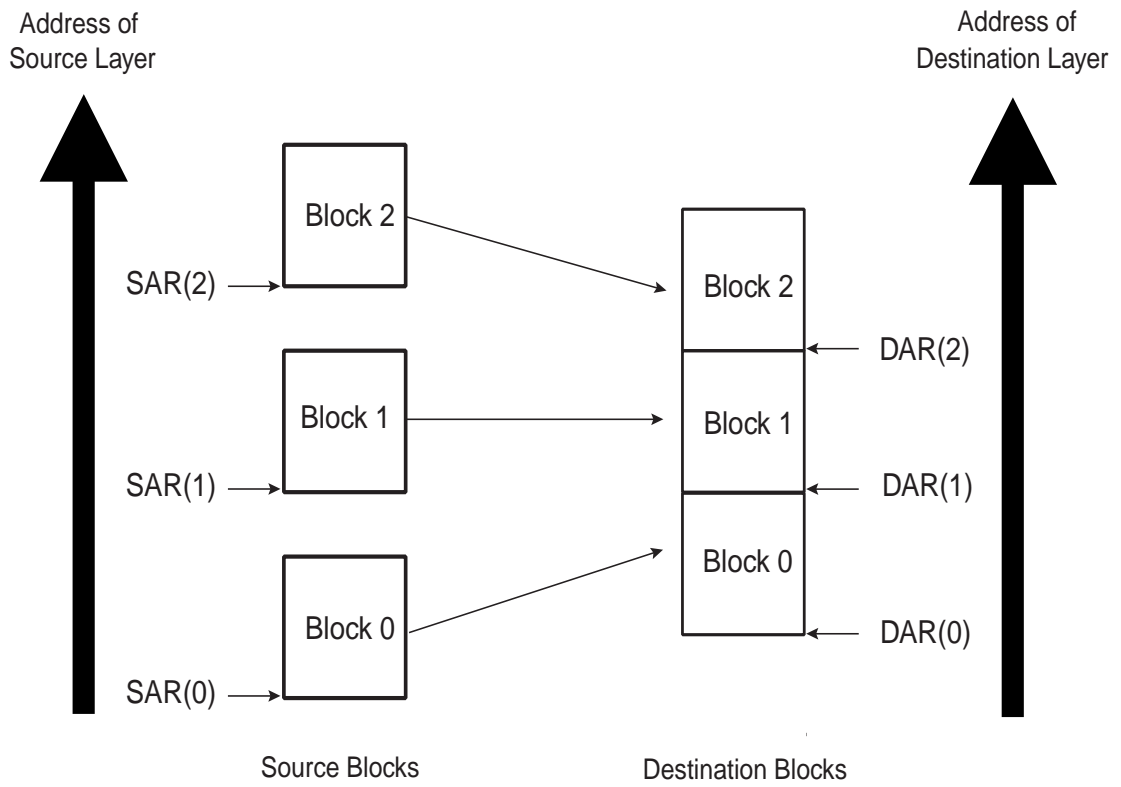 Address of
Source Layer
Address of
Destination Layer
Block 2
SAR(2)
Block 2
DAR(2)
Block 1
Block 1
SAR(1)
DAR(1)
Block 0
Block 0
SAR(0)
DAR(0)
Source Blocks
Destination Blocks